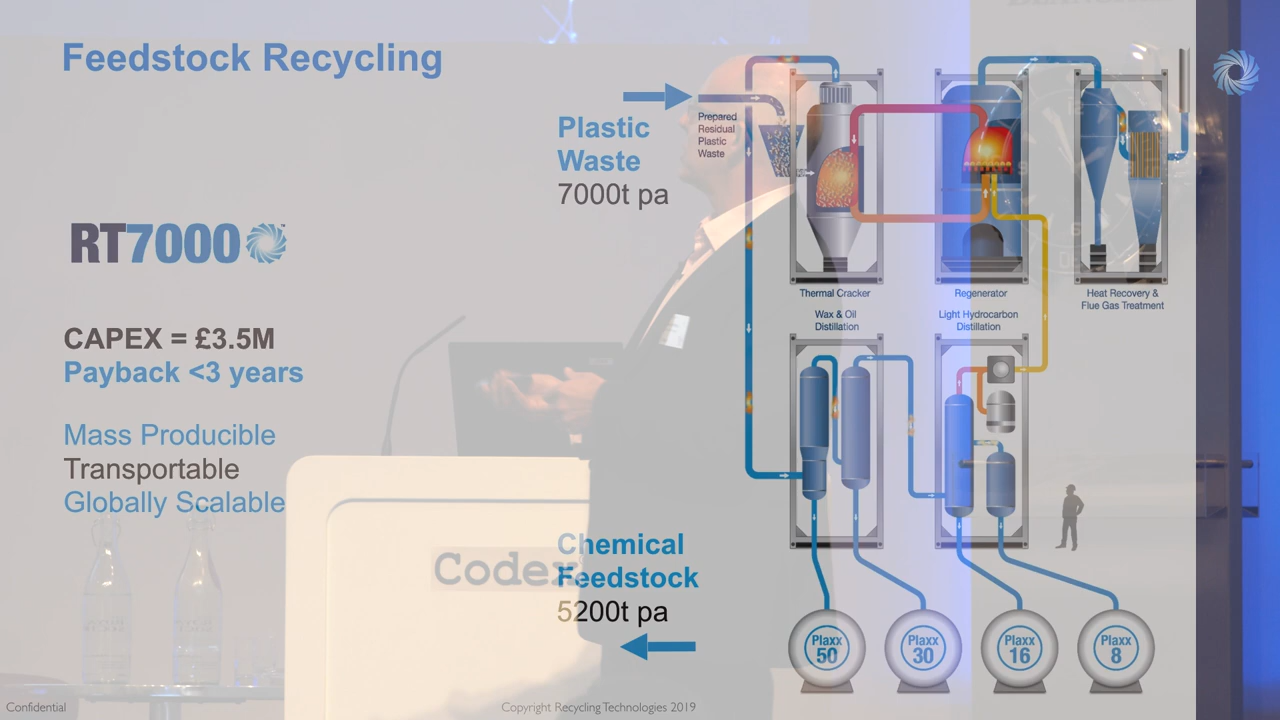 Feedstock Recycling
Plastic
Waste
7000t pa
Prepared
Residual
Plastic
Waste
RT7000
™
CAPEX = £3.5M
Payback <3 years
Mass Producible
Transportable
Globally Scalable
Thermal Cracker
Regenerator
Heat Recovery &
Flue Gas Treatment
Wax & Oil
Distillation
Light Hydrocarbon
Distillation
Chemical
Feedstock
5200t pa
Codex
Plaxx
50
Plaxx
30
Plaxx
16
Plaxx
8
Confidential
Copyright Recycling Technologies 2019